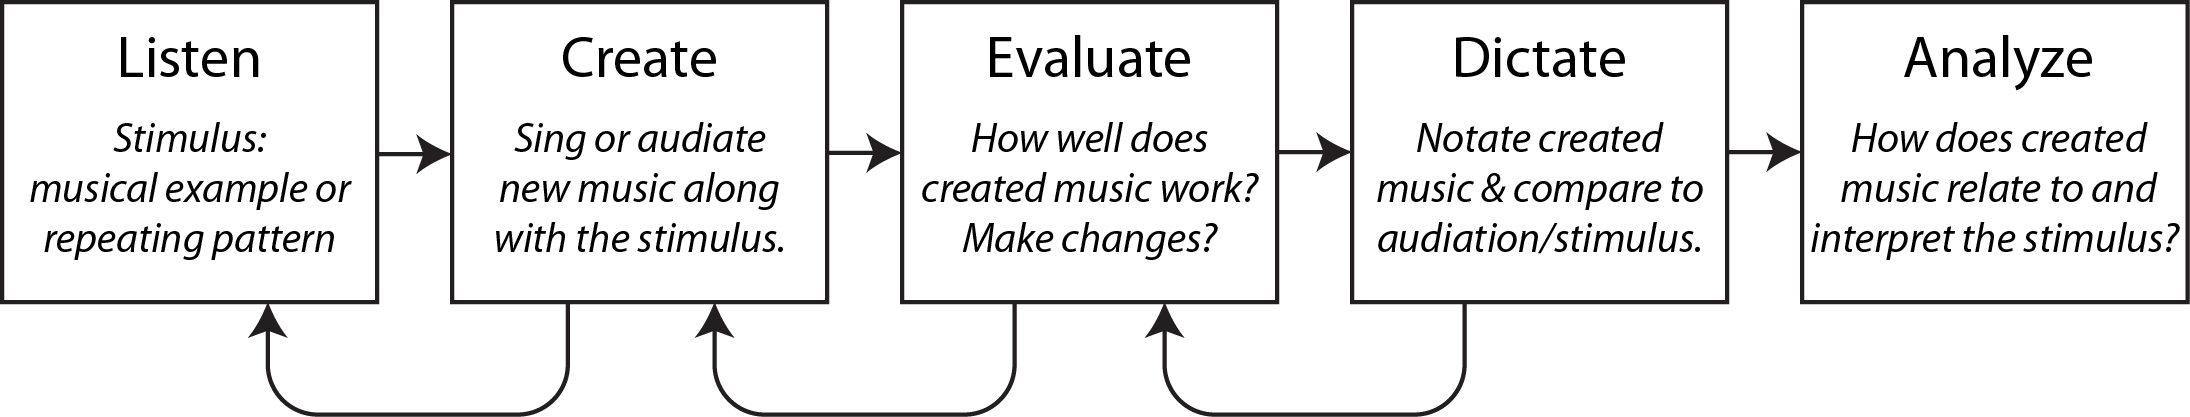 Listen
Stimulus:
musical example or
repeating pattern
Create
Sing or audiate
new music along
with the stimulus.
Evaluate
How well does
created music work?
Make changes?
Dictate
Notate created
music & compare to
audiation/stimulus.
Analyze
How does created
music relate to and
interpret the stimulus?